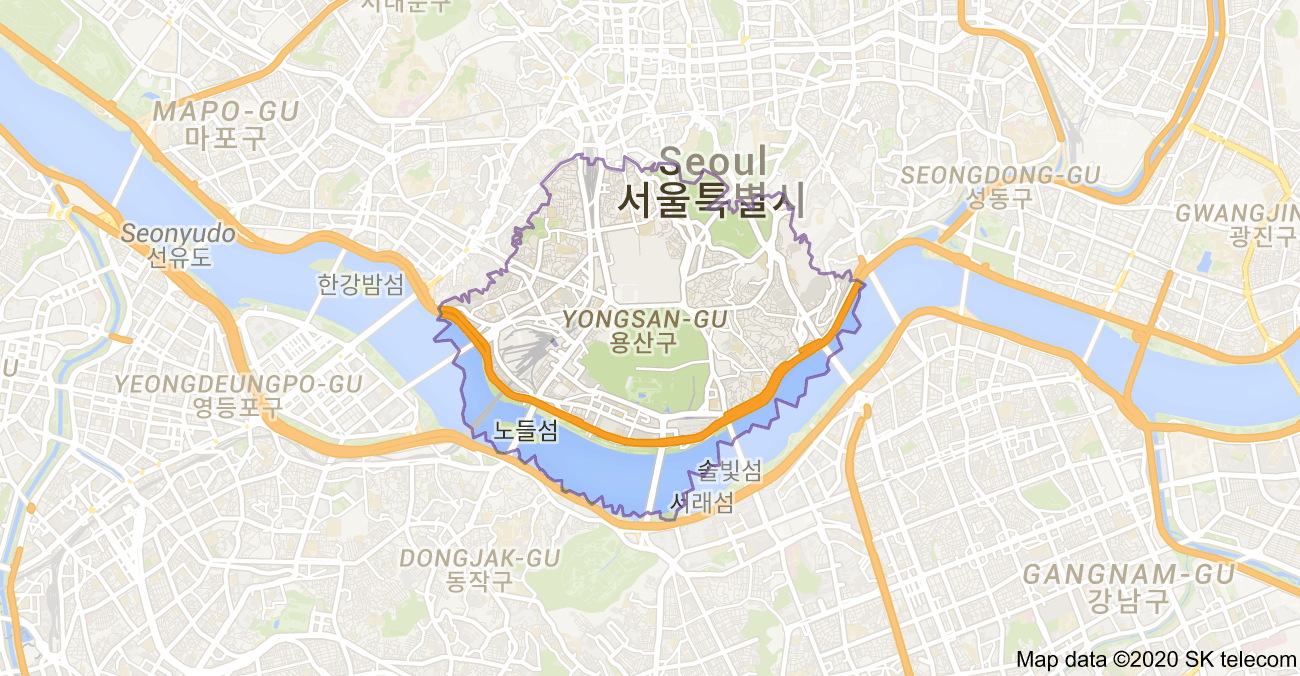 서대문구
MAPO-GU
마포구
Seoul
서울특별시
SEONGDONG-GU
성동구
GWANGJIN
광진구
Seonyudo
선유도
한강밤섬
YONGSAN-GU
용산구
U
YEONGDEUNGPO-GU
영등포구
노들섬
솔빛섬
서래섬
DONGJAK-GU
동작구
GANGNAM-GU
강남구
Map data ©2020 SK telecom